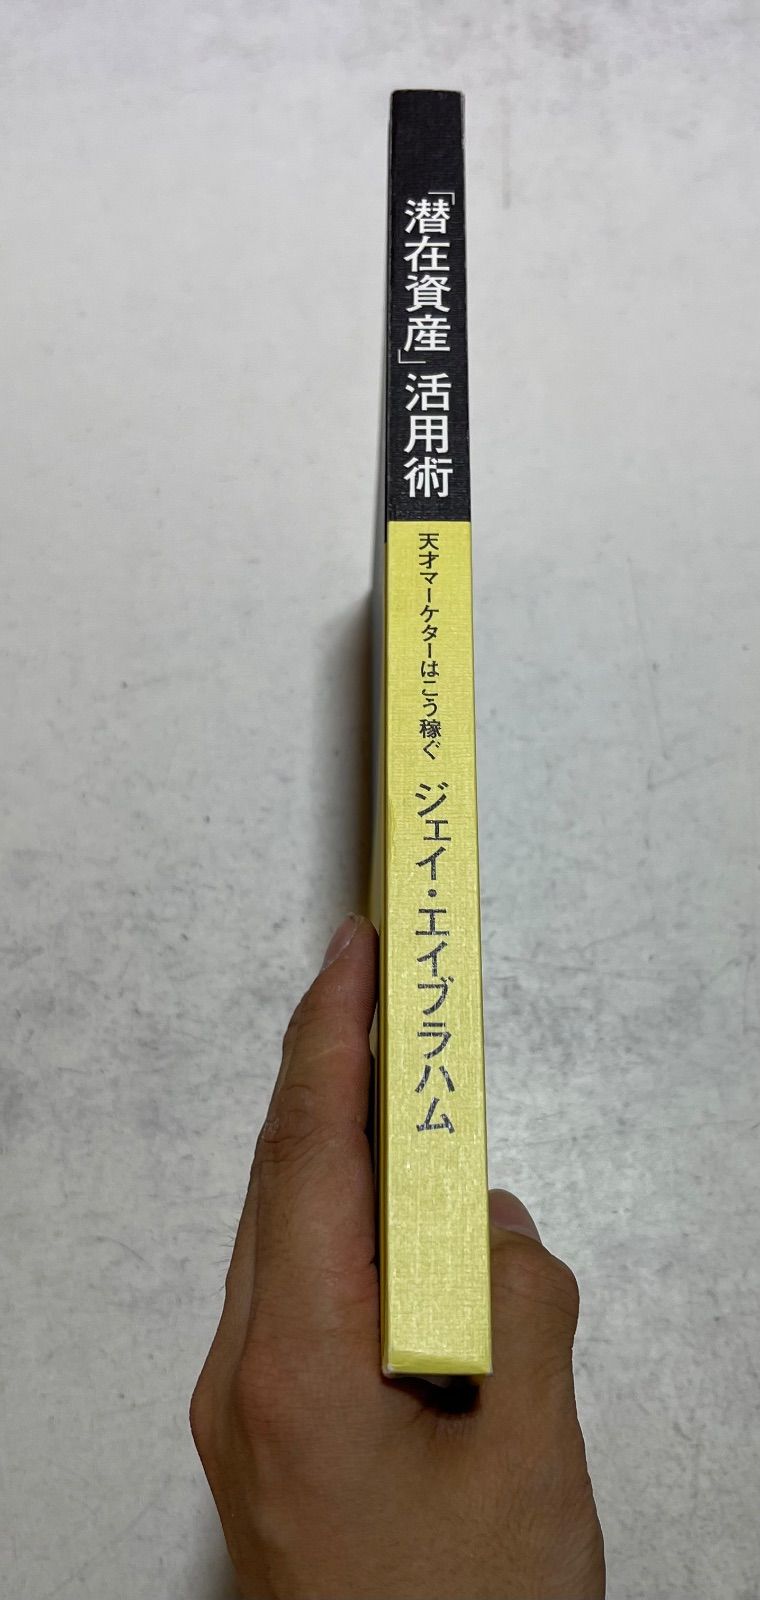 「潜在資産」活用術
天才マーケターはこう稼ぐ
ジェイ・エイブラハム